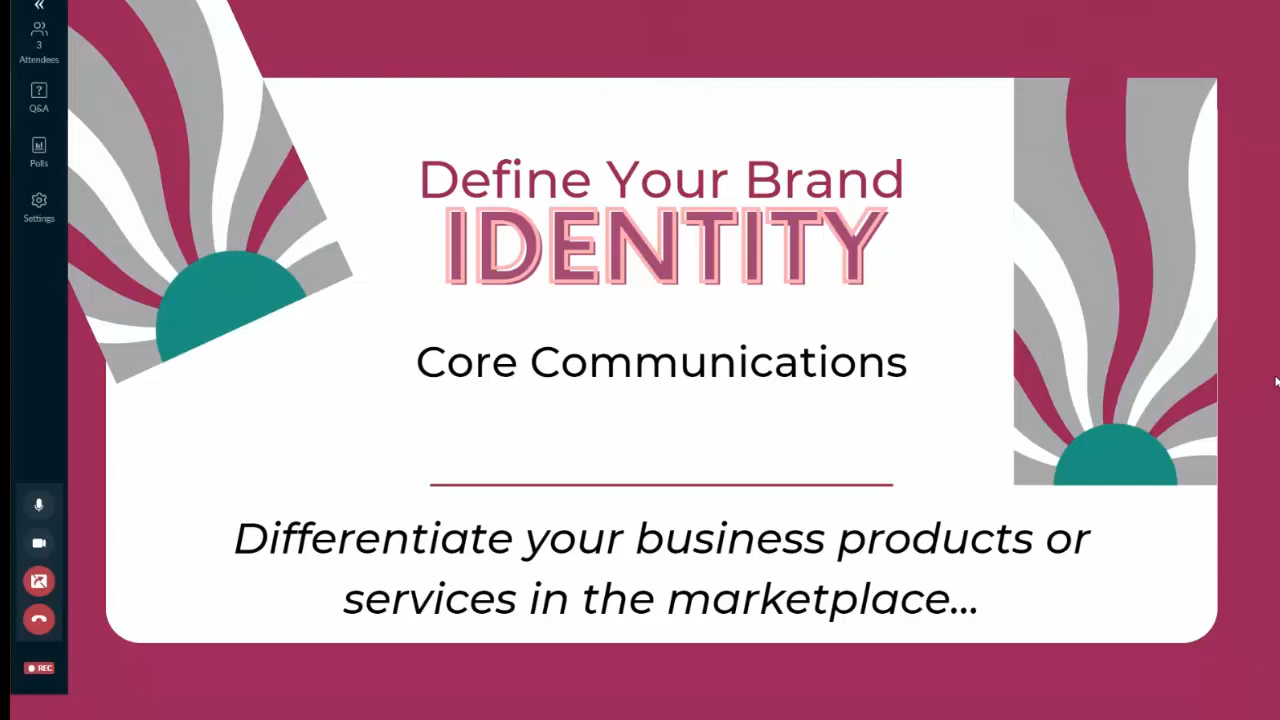 «
3
Attendees
?
Q&A
Polls
Settings
REC
Define Your Brand
IDENTITY
Core Communications
Differentiate your business products or
services in the marketplace...